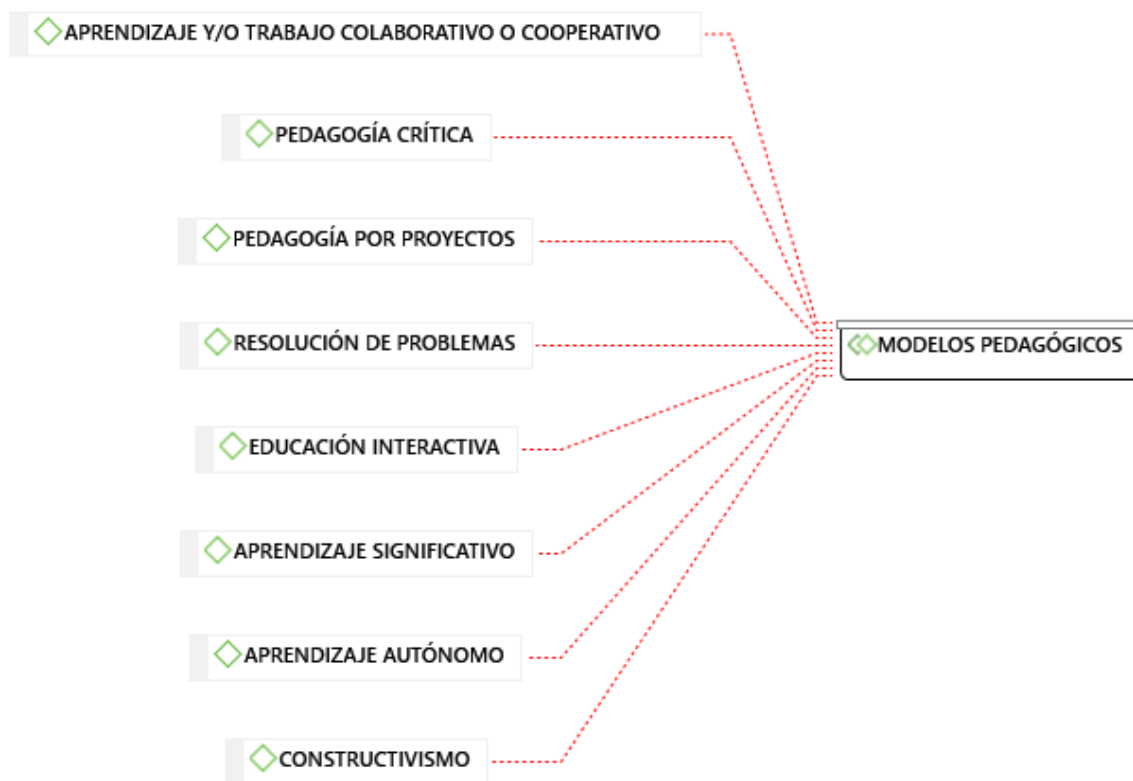 APRENDIZAJE Y/O TRABAJO COLABORATIVO O COOPERATIVO
PEDAGOGÍA CRÍTICA
PEDAGOGÍA POR PROYECTOS
RESOLUCIÓN DE PROBLEMAS
MODELOS PEDAGÓGICOS
EDUCACIÓN INTERACTIVA
APRENDIZAJE SIGNIFICATIVO
APRENDIZAJE AUTÓNOMO
CONSTRUCTIVISMO